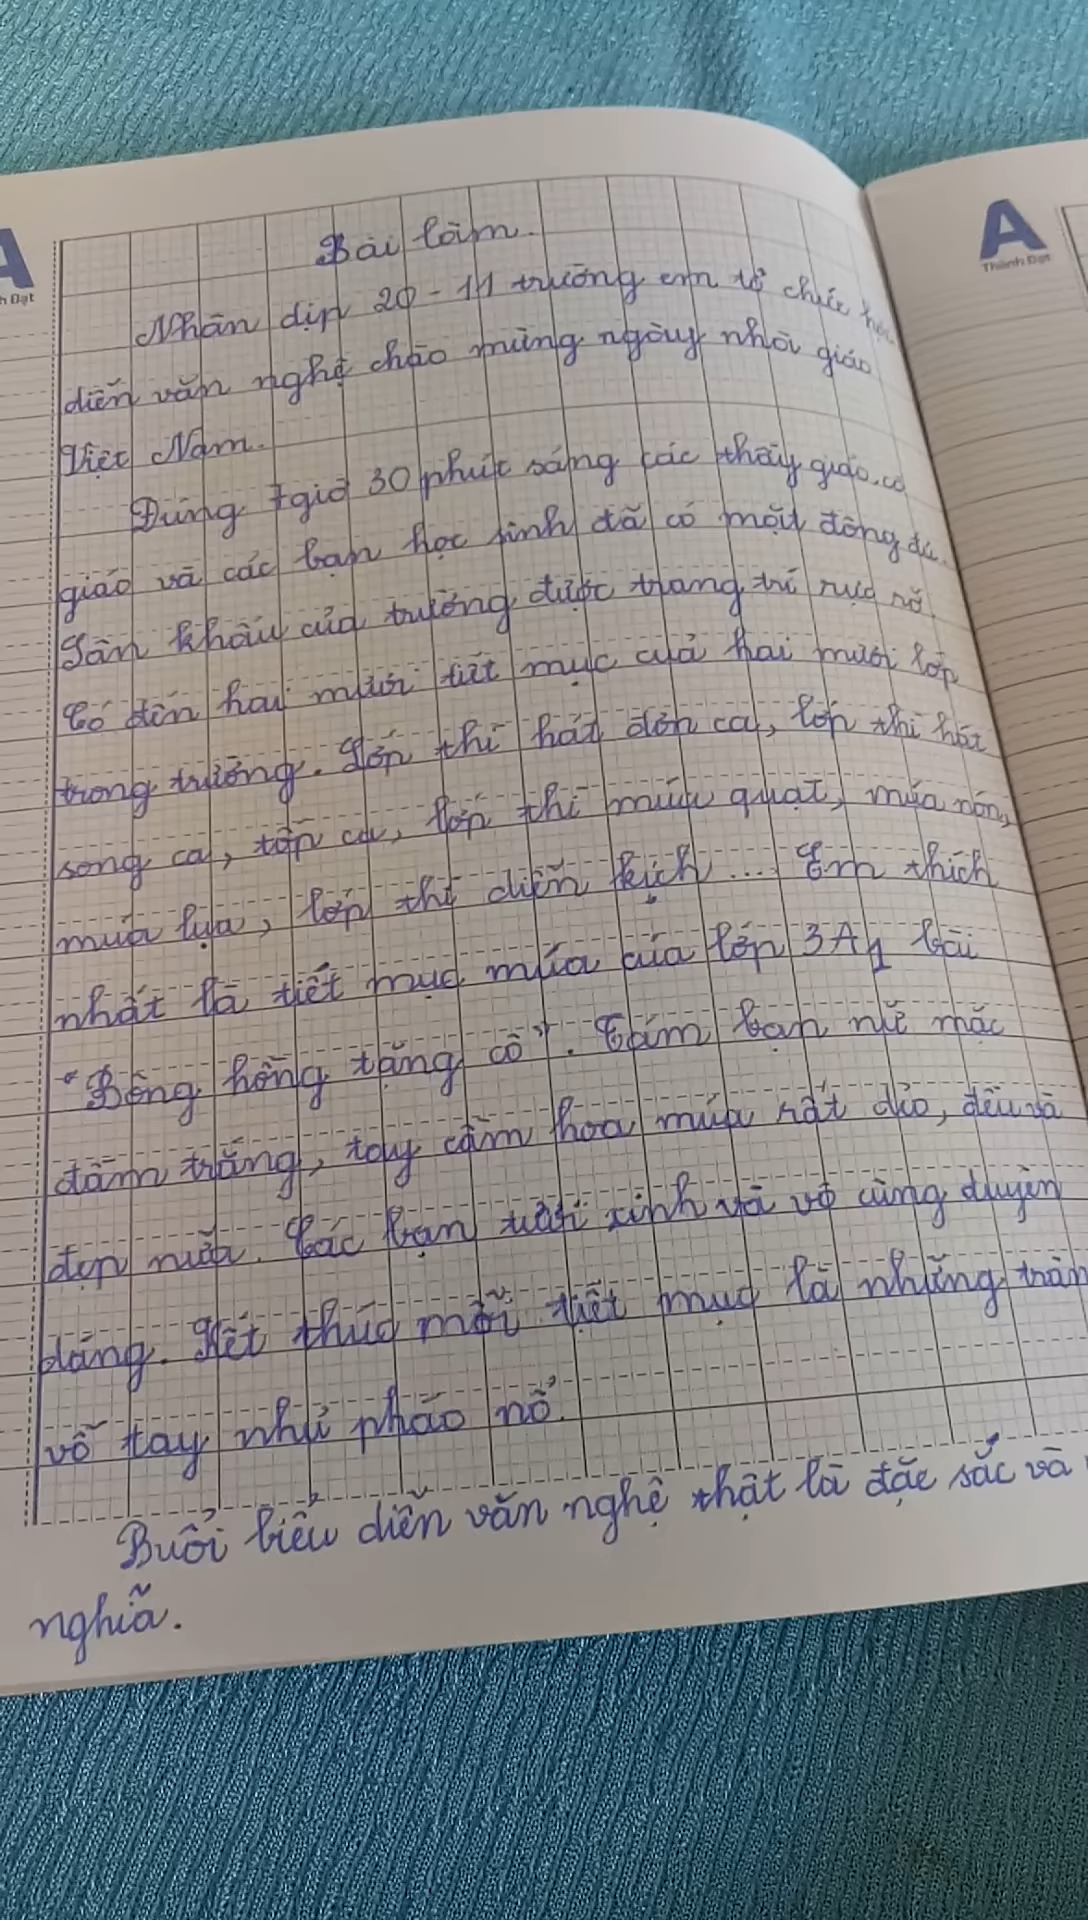 Bài làm.
Nhân dịp 20 - 11 trường em tổ chức
diễn văn nghệ chào mừng ngày nhà giáo
Việt Nam.
Đúng 7 giờ 30 phút sáng các thầy giáo, cô
giáo và các bạn học sinh đã có mặt đông đủ.
Sân khấu của trường được trang trí rực rỡ.
Có đến hai mươi tiết mục của hai mươi lớp
trong trường. Lớp thì hát đơn ca, lớp thì hát
song ca, tốp ca, lớp thì múa quạt, múa nón,
múa lụa, lớp thì diễn kịch .... Em thích
nhất là tiết mục múa của lớp 3A1 bài
"Bông hồng tặng cô". Tám bạn nữ mặc
đầm trắng, tay cầm hoa múa rất dẻo, đều và
đẹp nữa. Các bạn tươi xinh và vô cùng duyên
dáng. Kết thúc mỗi tiết mục là những tràn
vỗ tay như pháo nổ.
Buổi biểu diễn văn nghệ thật là đặc sắc và
nghĩa.
A
Thành Đạt